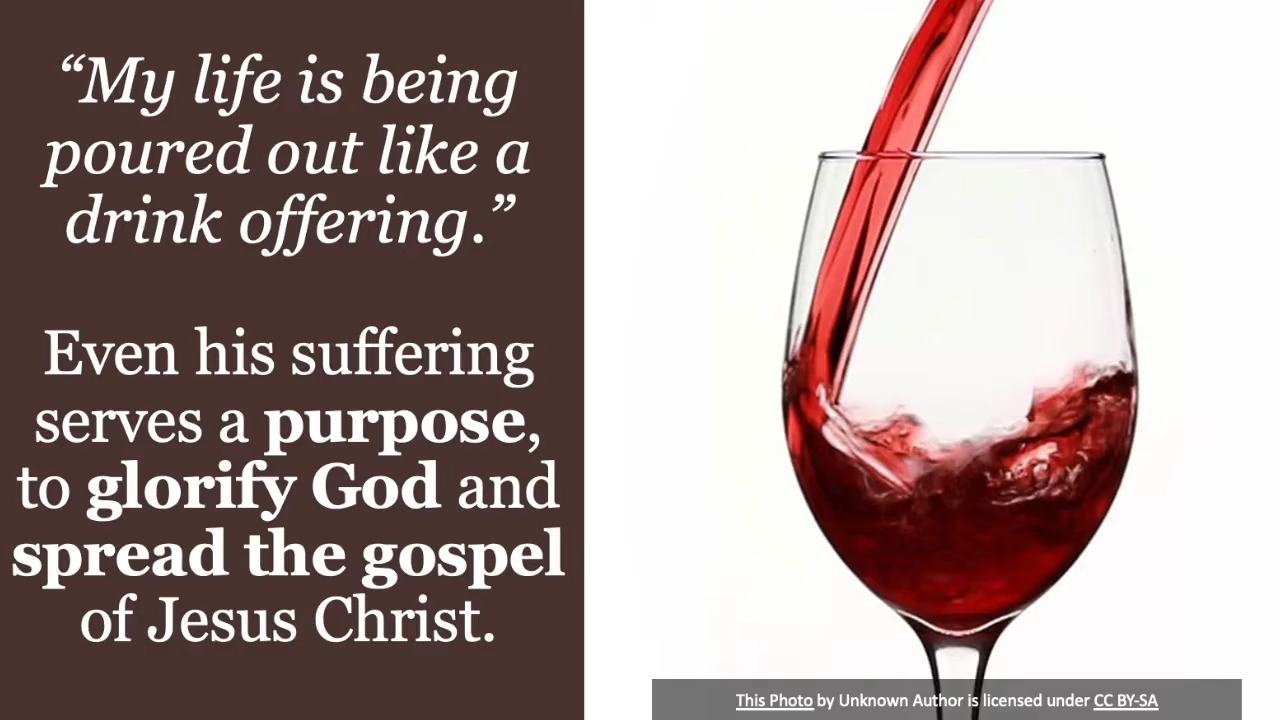 “My life is being
poured out like a
drink offering.”
Even his suffering
serves a purpose,
to glorify God and
spread the gospel
of Jesus Christ.
This Photo by Unknown Author is licensed under CC BY-SA